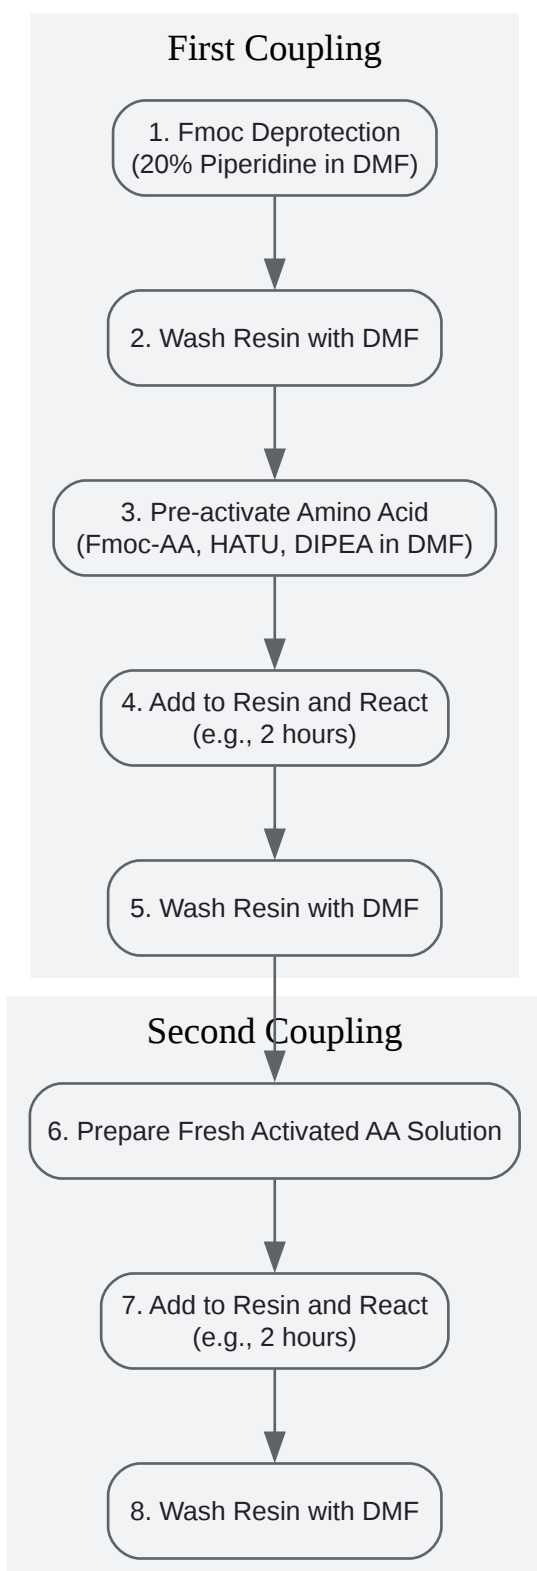 First Coupling
1. Fmoc Deprotection
(20% Piperidine in DMF)
2. Wash Resin with DMF
3. Pre-activate Amino Acid
(Fmoc-AA, HATU, DIPEA in DMF)
4. Add to Resin and React
(e.g., 2 hours)
5. Wash Resin with DMF
Second Coupling
6. Prepare Fresh Activated AA Solution
7. Add to Resin and React
(e.g., 2 hours)
8. Wash Resin with DMF